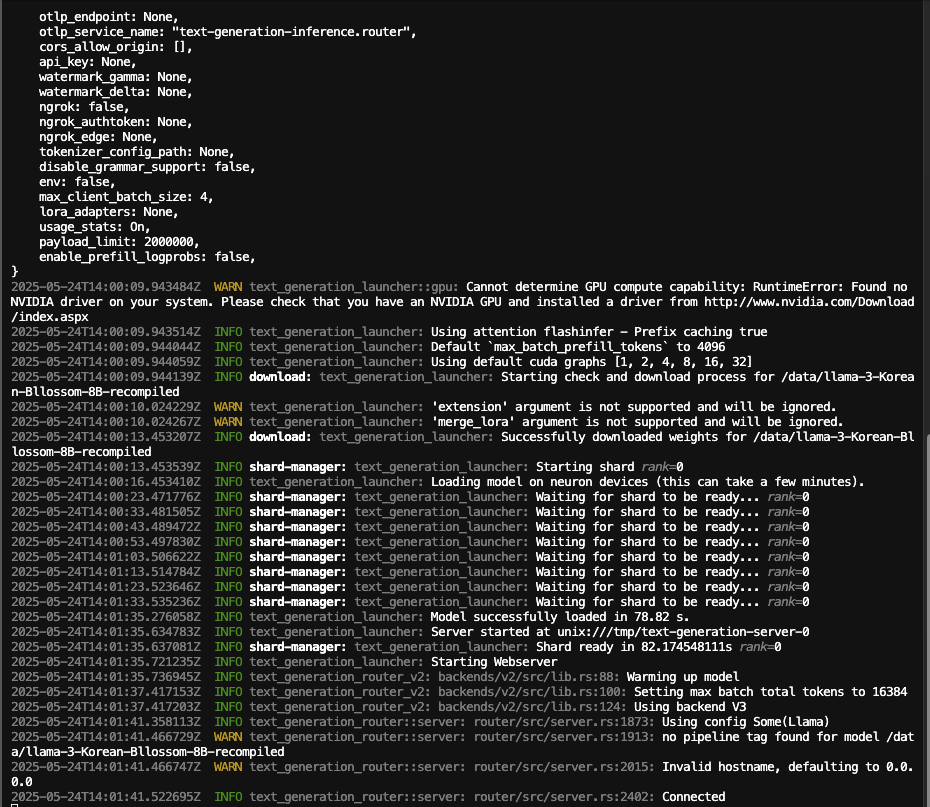 otlp_endpoint: None,
otlp_service_name: "text-generation-inference.router",
cors_allow_origin: [],
api_key: None,
watermark_gamma: None,
watermark_delta: None,
ngrok: false,
ngrok_authtoken: None,
ngrok_edge: None,
tokenizer_config_path: None,
disable_grammar_support: false,
env: false,
max_client_batch_size: 4,
lora_adapters: None,
usage_stats: On,
payload_limit: 2000000,
enable_prefill_logprobs: false,
}
2025-05-24T14:00:09.943484Z  WARN text_generation_launcher::gpu: Cannot determine GPU compute capability: RuntimeError: Found no
NVIDIA driver on your system. Please check that you have an NVIDIA GPU and installed a driver from http://www.nvidia.com/Download
/index.aspx
2025-05-24T14:00:09.943514Z  INFO text_generation_launcher: Using attention flashinfer – Prefix caching true
2025-05-24T14:00:09.944044Z  INFO text_generation_launcher: Default `max_batch_prefill_tokens` to 4096
2025-05-24T14:00:09.944059Z  INFO text_generation_launcher: Using default cuda graphs [1, 2, 4, 8, 16, 32]
2025-05-24T14:00:09.944139Z  INFO download: text_generation_launcher: Starting check and download process for /data/llama-3-Korea
n-Bllossom-8B-recompiled
2025-05-24T14:00:10.024229Z  WARN text_generation_launcher: 'extension' argument is not supported and will be ignored.
2025-05-24T14:00:10.024267Z  WARN text_generation_launcher: 'merge_lora' argument is not supported and will be ignored.
2025-05-24T14:00:13.453207Z  INFO download: text_generation_launcher: Successfully downloaded weights for /data/llama-3-Korean-Bl
lossom-8B-recompiled
2025-05-24T14:00:13.453539Z  INFO shard-manager: text_generation_launcher: Starting shard rank=0
2025-05-24T14:00:16.453410Z  INFO text_generation_launcher: Loading model on neuron devices (this can take a few minutes).
2025-05-24T14:00:23.471776Z  INFO shard-manager: text_generation_launcher: Waiting for shard to be ready... rank=0
2025-05-24T14:00:33.481505Z  INFO shard-manager: text_generation_launcher: Waiting for shard to be ready... rank=0
2025-05-24T14:00:43.489472Z  INFO shard-manager: text_generation_launcher: Waiting for shard to be ready... rank=0
2025-05-24T14:00:53.497830Z  INFO shard-manager: text_generation_launcher: Waiting for shard to be ready... rank=0
2025-05-24T14:01:03.506622Z  INFO shard-manager: text_generation_launcher: Waiting for shard to be ready... rank=0
2025-05-24T14:01:13.514784Z  INFO shard-manager: text_generation_launcher: Waiting for shard to be ready... rank=0
2025-05-24T14:01:23.523646Z  INFO shard-manager: text_generation_launcher: Waiting for shard to be ready... rank=0
2025-05-24T14:01:33.535236Z  INFO shard-manager: text_generation_launcher: Waiting for shard to be ready... rank=0
2025-05-24T14:01:35.276058Z  INFO text_generation_launcher: Model successfully loaded in 78.82 s.
2025-05-24T14:01:35.634783Z  INFO text_generation_launcher: Server started at unix:///tmp/text-generation-server-0
2025-05-24T14:01:35.637081Z  INFO shard-manager: text_generation_launcher: Shard ready in 82.174548111s rank=0
2025-05-24T14:01:35.721235Z  INFO text_generation_launcher: Starting Webserver
2025-05-24T14:01:35.736945Z  INFO text_generation_router_v2: backends/v2/src/lib.rs:88: Warming up model
2025-05-24T14:01:37.417153Z  INFO text_generation_router_v2: backends/v2/src/lib.rs:100: Setting max batch total tokens to 16384
2025-05-24T14:01:37.417203Z  INFO text_generation_router_v2: backends/v2/src/lib.rs:124: Using backend V3
2025-05-24T14:01:41.358113Z  INFO text_generation_router::server: router/src/server.rs:1873: Using config Some(Llama)
2025-05-24T14:01:41.466729Z  WARN text_generation_router::server: router/src/server.rs:1913: no pipeline tag found for model /dat
a/llama-3-Korean-Bllossom-8B-recompiled
2025-05-24T14:01:41.466747Z  WARN text_generation_router::server: router/src/server.rs:2015: Invalid hostname, defaulting to 0.0.
0.0
2025-05-24T14:01:41.522695Z  INFO text_generation_router::server: router/src/server.rs:2402: Connected